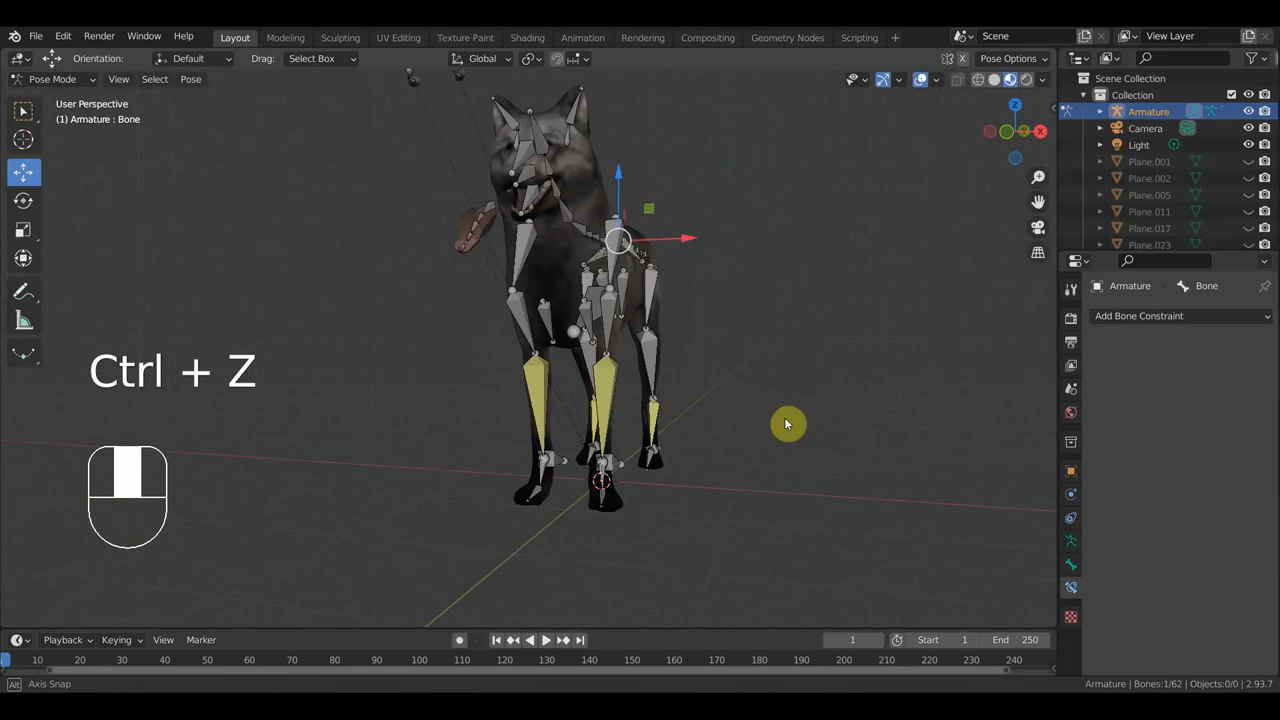 File Edit Render Window Help Layout Modeling Sculpting UV Editing Texture Paint Shading Animation Rendering Compositing Geometry Nodes Scripting + Scene View Layer
Orientation: Default Drag: Select Box Global Pose Options
Pose Mode View Select Pose
Scene Collection
Collection
User Perspective
(1) Armature : Bone
Armature
Camera
Light
Plane.001
Plane.002
Plane.005
Plane.011
Plane.017
Plane.023
Z
X
Y
Armature Bone
Add Bone Constraint
Ctrl + Z
Playback Keying View Marker 1 Start 1 End 250
10 20 30 40 50 60 70 80 90 100 110 120 130 140 150 160 170 180 190 200 210 220 230 240
Alt Axis Snap Armature | Bones:1/62 | Objects:0/0 | 2.93.7